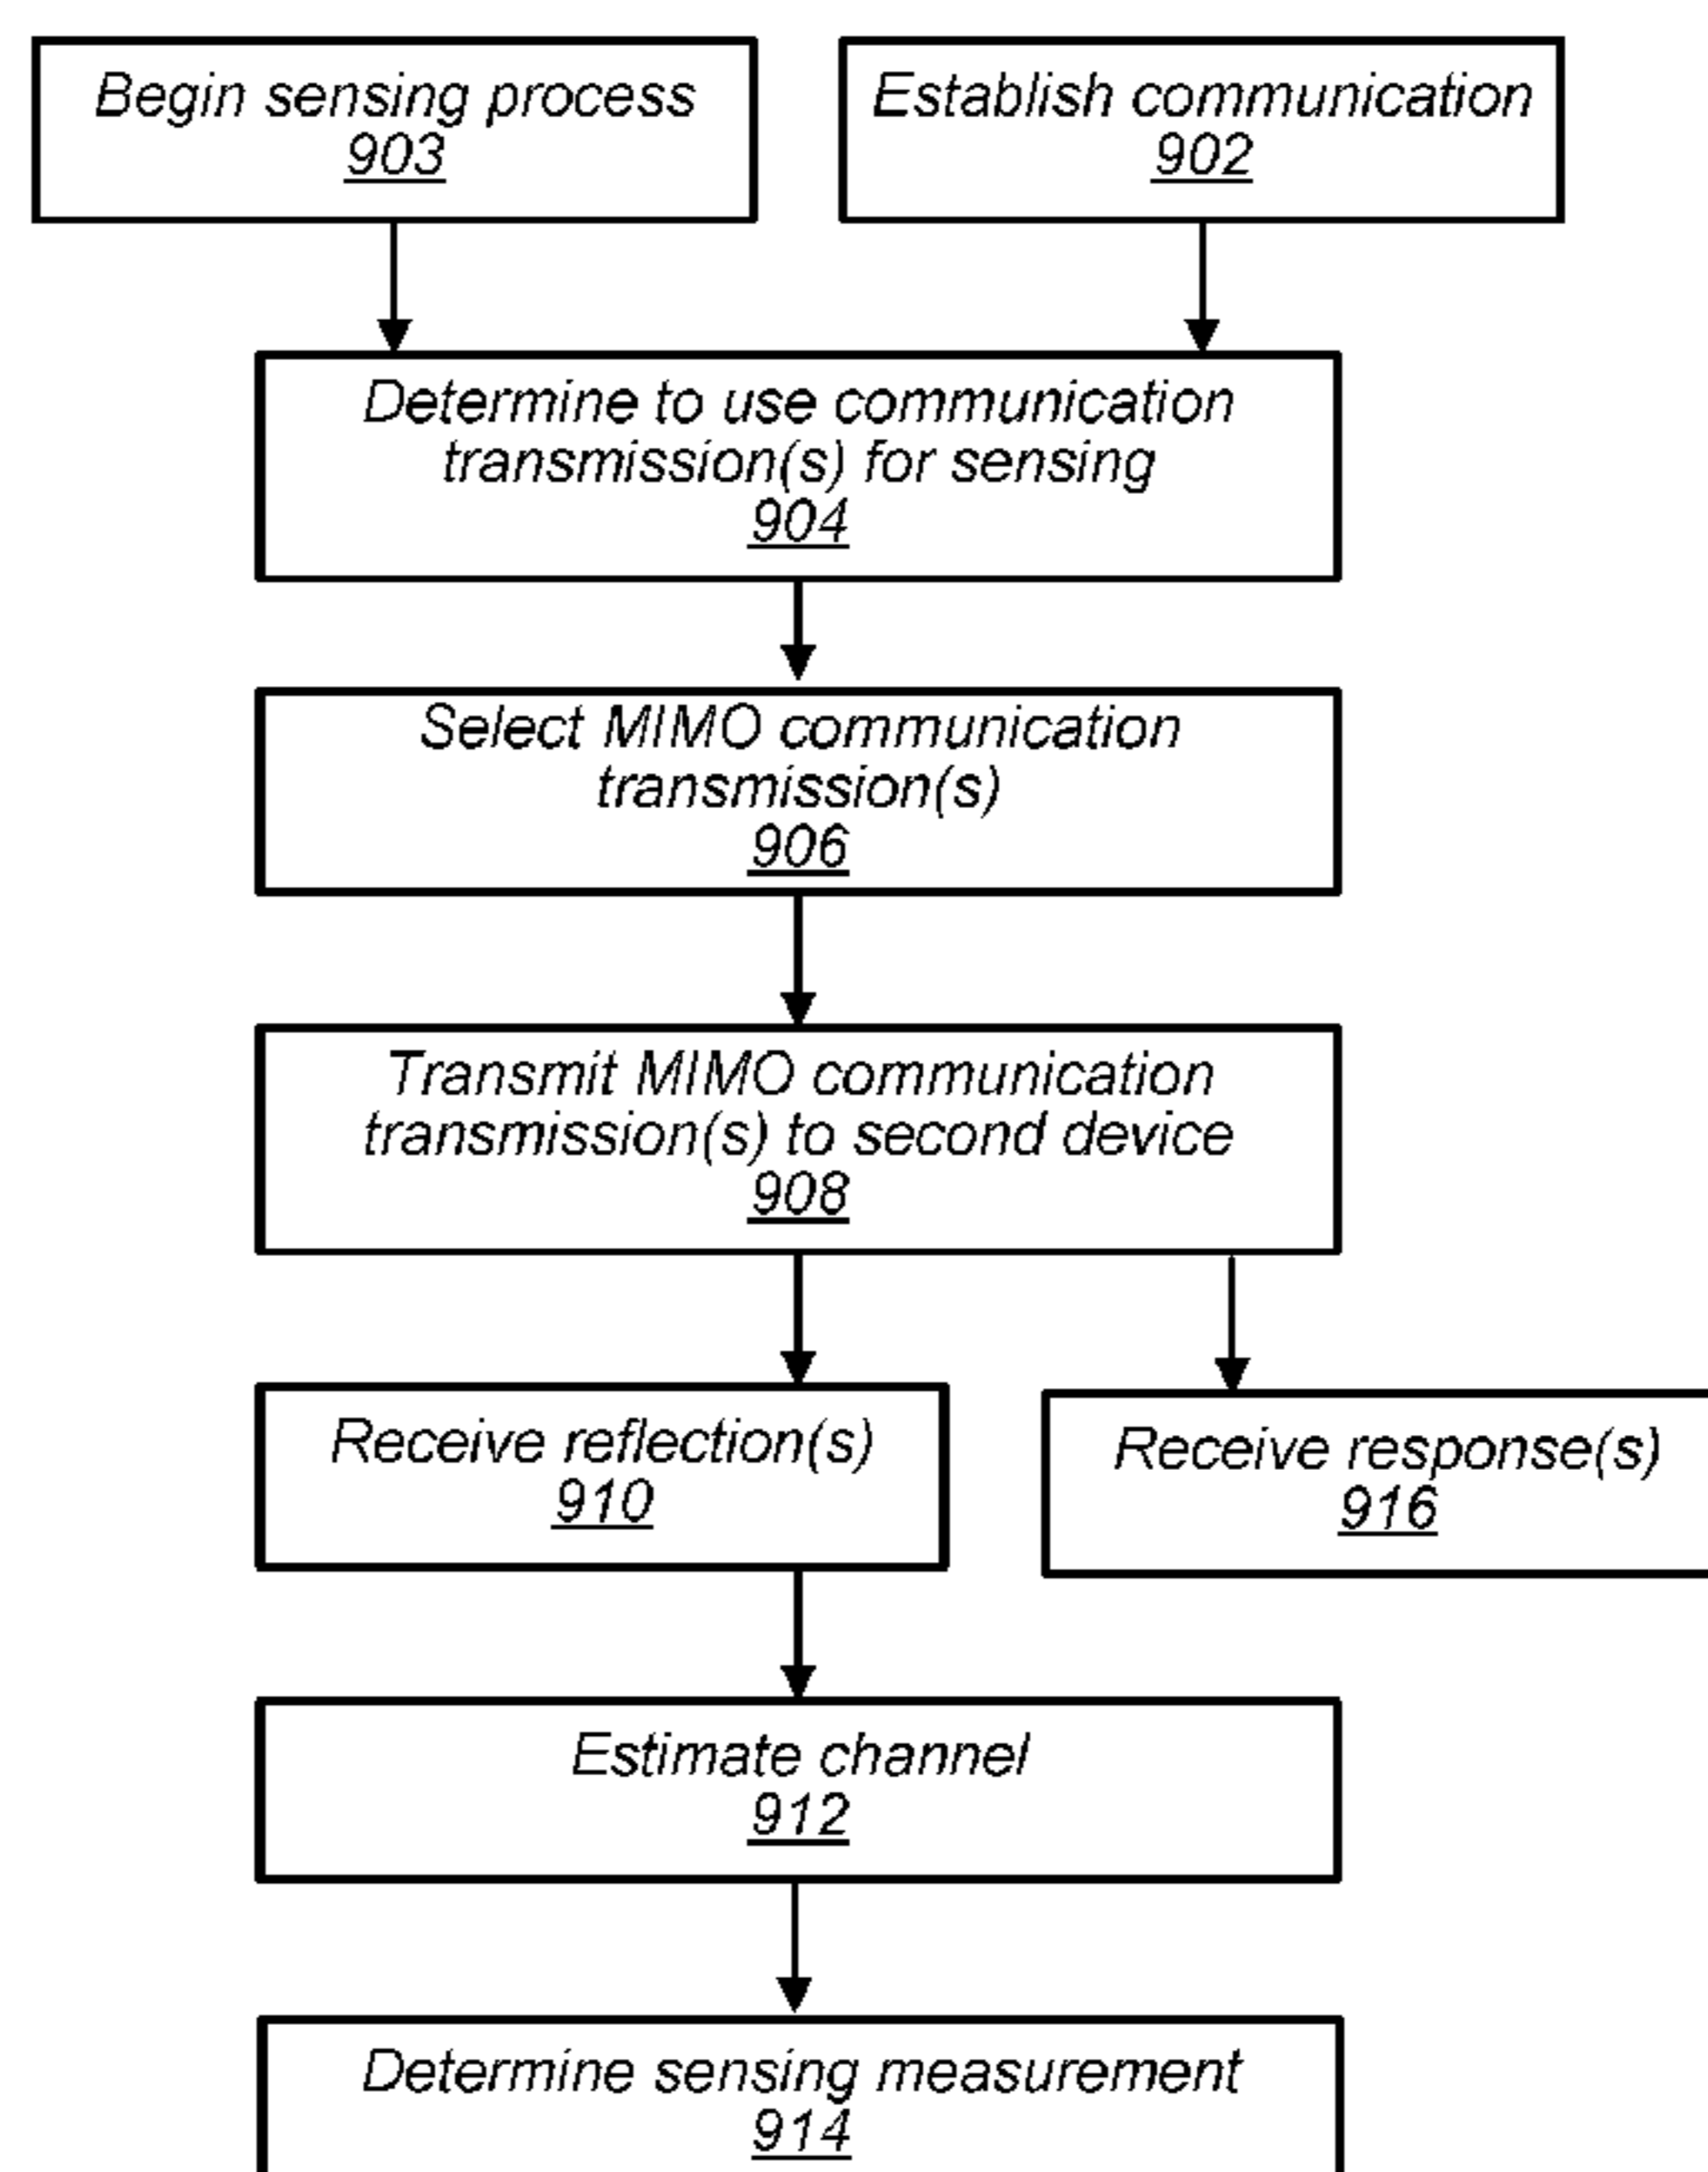 Begin sensing process
903
Establish communication
902
Determine to use communication
transmission(s) for sensing
904
Select MIMO communication
transmission(s)
906
Transmit MIMO communication
transmission(s) to second device
908
Receive reflection(s)
910
Receive response(s)
916
Estimate channel
912
Determine sensing measurement
914